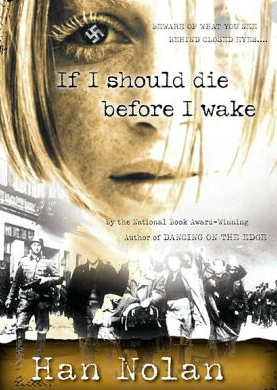 BEWARE OF WHAT YOU SEE
BEHIND CLOSED EYES....
If I should die
before I wake
by the National Book Award-Winning
Author of DANCING ON THE EDGE
Han Nolan